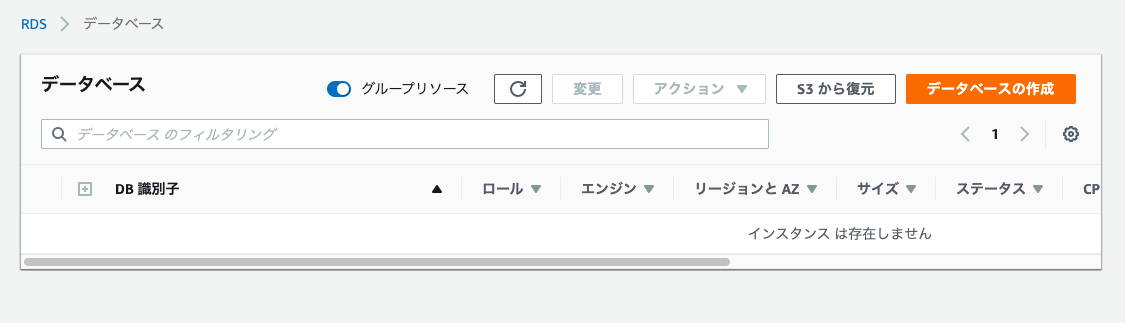 RDS > データベース
データベース
グループリソース 変更 アクション S3 から復元 データベースの作成
データベース のフィルタリング 1
DB 識別子 ロール エンジン リージョンと AZ サイズ ステータス CP
インスタンス は存在しません